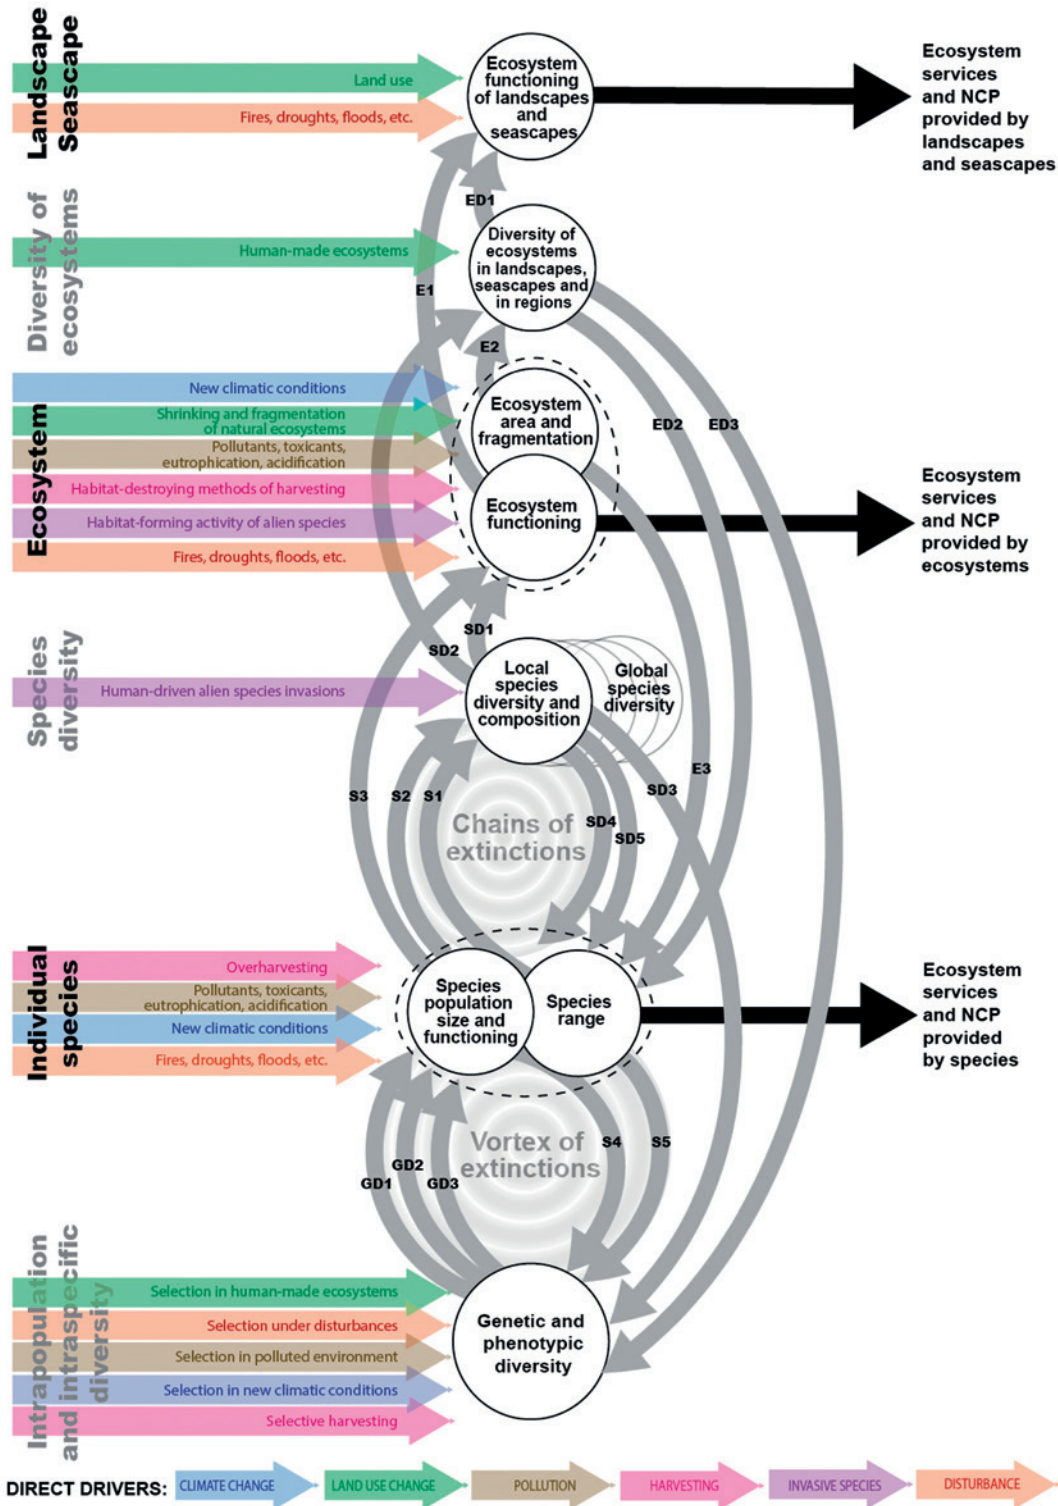 Landscape
Seascape
Land use
Fires, droughts, floods, etc.
Ecosystem
functioning
of landscapes
and
seascapes
Ecosystem
services
and NCP
provided by
landscapes
and seascapes
ED1
Diversity of
ecosystems
Human-made ecosystems
Diversity of
ecosystems
in landscapes,
seascapes and
in regions
E1
E2
Ecosystem
New climatic conditions
Shrinking and fragmentation
of natural ecosystems
Pollutants, toxicants,
eutrophication, acidification
Habitat-destroying methods of harvesting
Habitat-forming activity of alien species
Fires, droughts, floods, etc.
Ecosystem
area and
fragmentation
Ecosystem
functioning
ED2
ED3
Ecosystem
services
and NCP
provided by
ecosystems
SD1
SD2
Species
diversity
Human-driven alien species invasions
Local
species
diversity and
composition
Global
species
diversity
S3
S2
S1
E3
SD3
SD4
SD5
Chains of
extinctions
Individual
species
Overharvesting
Pollutants, toxicants,
eutrophication, acidification
New climatic conditions
Fires, droughts, floods, etc.
Species
population
size and
functioning
Species
range
Ecosystem
services
and NCP
provided
by species
Vortex of
extinctions
GD1
GD2
GD3
S4
S5
Intrapopulation
and intraspecific
diversity
Selection in human-made ecosystems
Selection under disturbances
Selection in polluted environment
Selection in new climatic conditions
Selective harvesting
Genetic and
phenotypic
diversity
DIRECT DRIVERS:
CLIMATE CHANGE
LAND USE CHANGE
POLLUTION
HARVESTING
INVASIVE SPECIES
DISTURBANCE